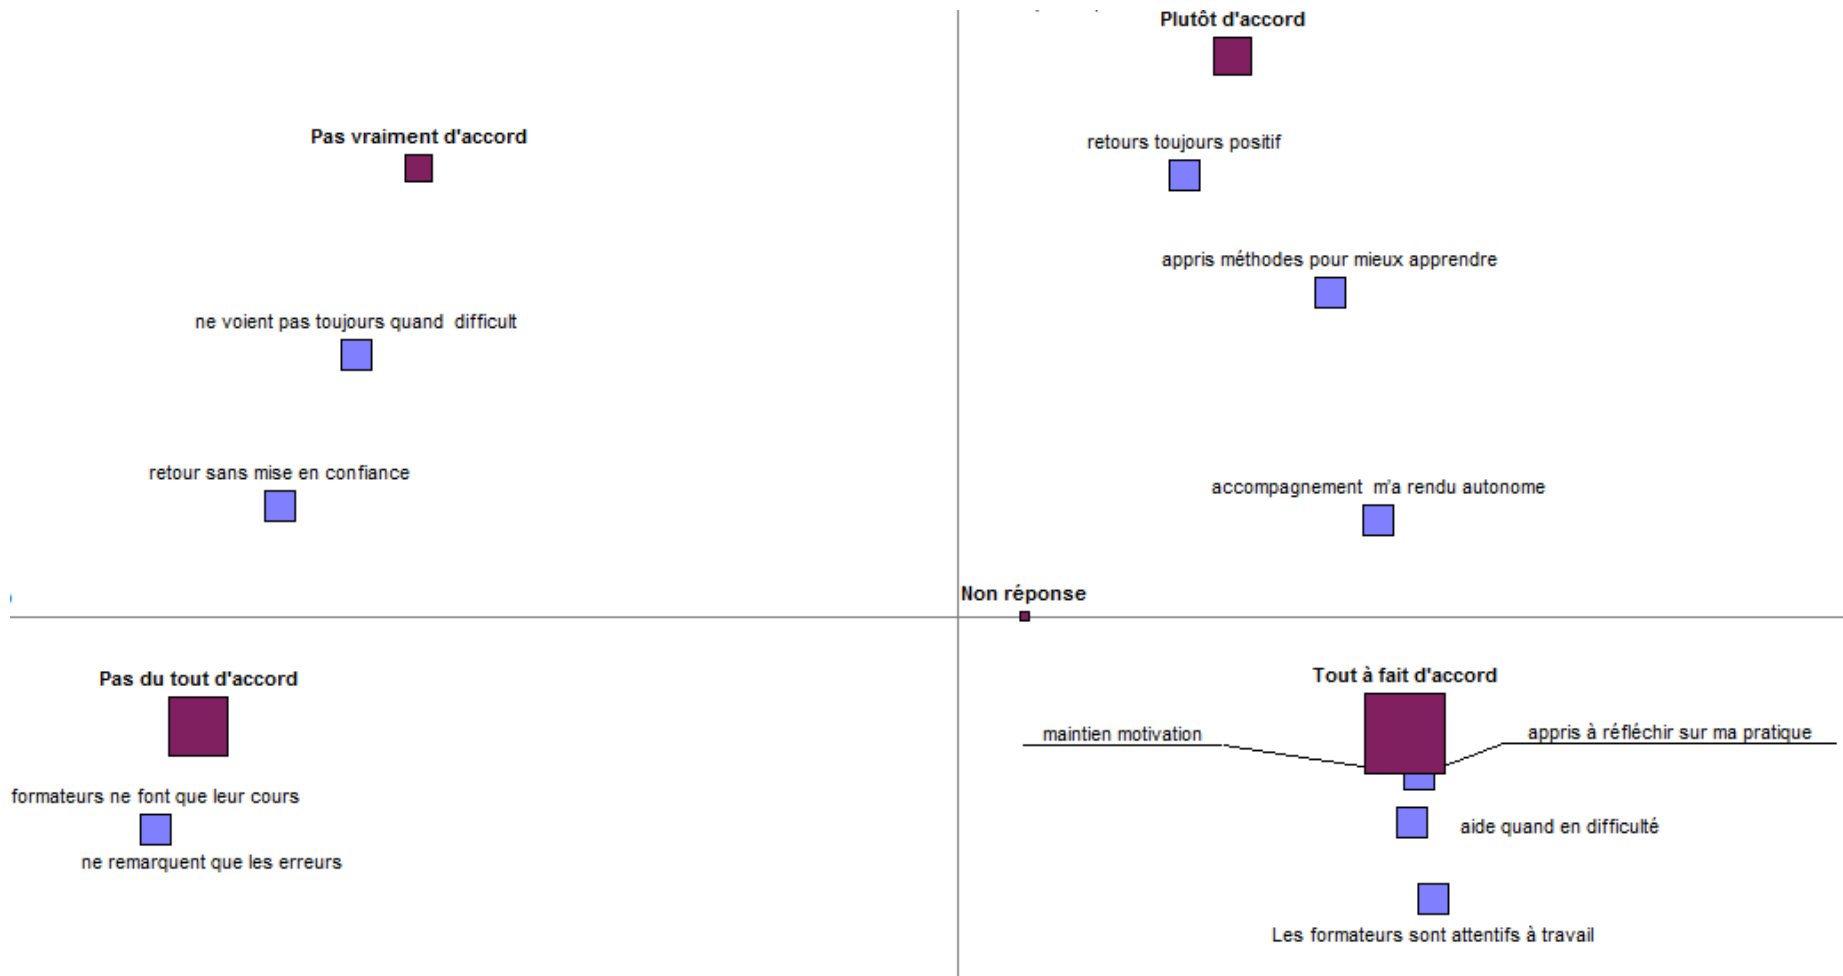 Plutôt d'accord
Pas vraiment d'accord
retours toujours positif
appris méthodes pour mieux apprendre
ne voient pas toujours quand  difficult
retour sans mise en confiance
accompagnement  m'a rendu autonome
Non réponse
Pas du tout d'accord
Tout à fait d'accord
maintien motivation
appris à réfléchir sur ma pratique
formateurs ne font que leur cours
aide quand en difficulté
ne remarquent que les erreurs
Les formateurs sont attentifs à travail